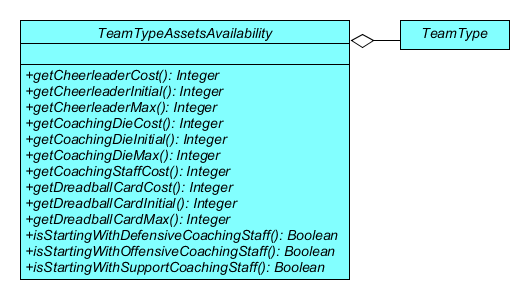 TeamTypeAssetsAvailability
TeamType
+getCheerleaderCost(): Integer
+getCheerleaderInitial(): Integer
+getCheerleaderMax(): Integer
+getCoachingDieCost(): Integer
+getCoachingDieInitial(): Integer
+getCoachingDieMax(): Integer
+getCoachingStaffCost(): Integer
+getDreadballCardCost(): Integer
+getDreadballCardInitial(): Integer
+getDreadballCardMax(): Integer
+isStartingWithDefensiveCoachingStaff(): Boolean
+isStartingWithOffensiveCoachingStaff(): Boolean
+isStartingWithSupportCoachingStaff(): Boolean